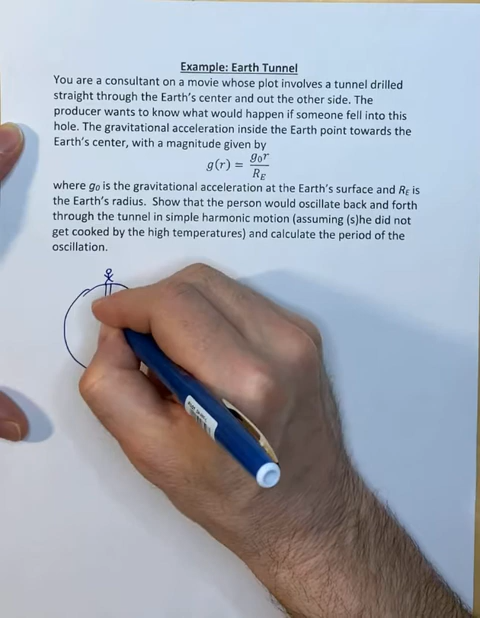 Example: Earth Tunnel
You are a consultant on a movie whose plot involves a tunnel drilled
straight through the Earth's center and out the other side. The
producer wants to know what would happen if someone fell into this
hole. The gravitational acceleration inside the Earth point towards the
Earth's center, with a magnitude given by
g(r) = g₀r / R_E
where g₀ is the gravitational acceleration at the Earth's surface and R_E is
the Earth's radius. Show that the person would oscillate back and forth
through the tunnel in simple harmonic motion (assuming (s)he did not
get cooked by the high temperatures) and calculate the period of the
oscillation.